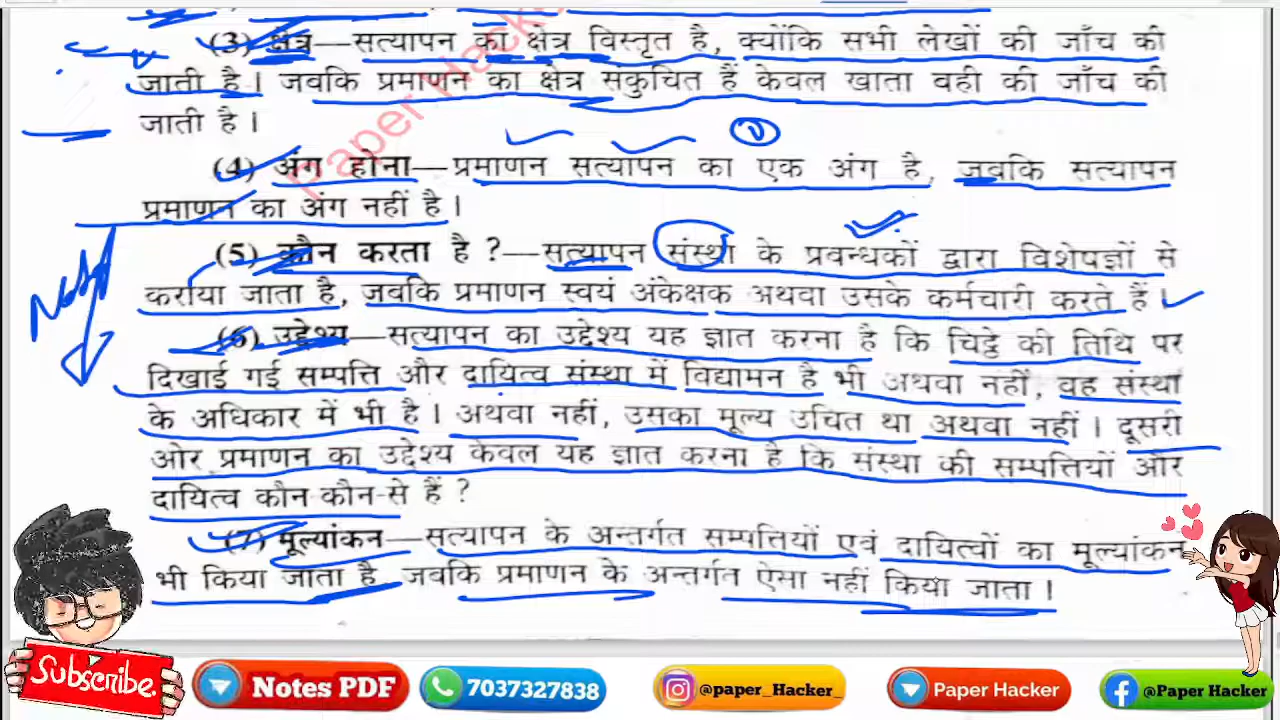 (3) क्षेत्र—सत्यापन का क्षेत्र विस्तृत है, क्योंकि सभी लेखों की जाँच की
जाती है। जबकि प्रमाणन का क्षेत्र संकुचित हैं केवल खाता वही की जाँच की
जाती है।
Paper Hacker
(4) अंग होना—प्रमाणन सत्यापन का एक अंग है, जबकि सत्यापन
प्रमाणन का अंग नहीं है।
(5) कौन करता है ?—सत्यापन संस्था के प्रवन्धकों द्वारा विशेषज्ञों से
कराया जाता है, जबकि प्रमाणन स्वयं अंकेक्षक अथवा उसके कर्मचारी करते हैं।
(6) उद्देश्य—सत्यापन का उद्देश्य यह ज्ञात करना है कि चिट्ठे की तिथि पर
दिखाई गई सम्पत्ति और दायित्व संस्था में विद्यामन है भी अथवा नहीं, वह संस्था
के अधिकार में भी है। अथवा नहीं, उसका मूल्य उचित था अथवा नहीं। दूसरी
ओर प्रमाणन का उद्देश्य केवल यह ज्ञात करना है कि संस्था की सम्पत्तियों और
दायित्व कौन कौन-से हैं ?
(7) मूल्यांकन—सत्यापन के अन्तर्गत सम्पत्तियों एवं दायित्वों का मूल्यांकन
भी किया जाता है, जबकि प्रमाणन के अन्तर्गत ऐसा नहीं किया जाता।
Subscribe.
Notes PDF
7037327838
@paper_Hacker_
Paper Hacker
@Paper Hacker